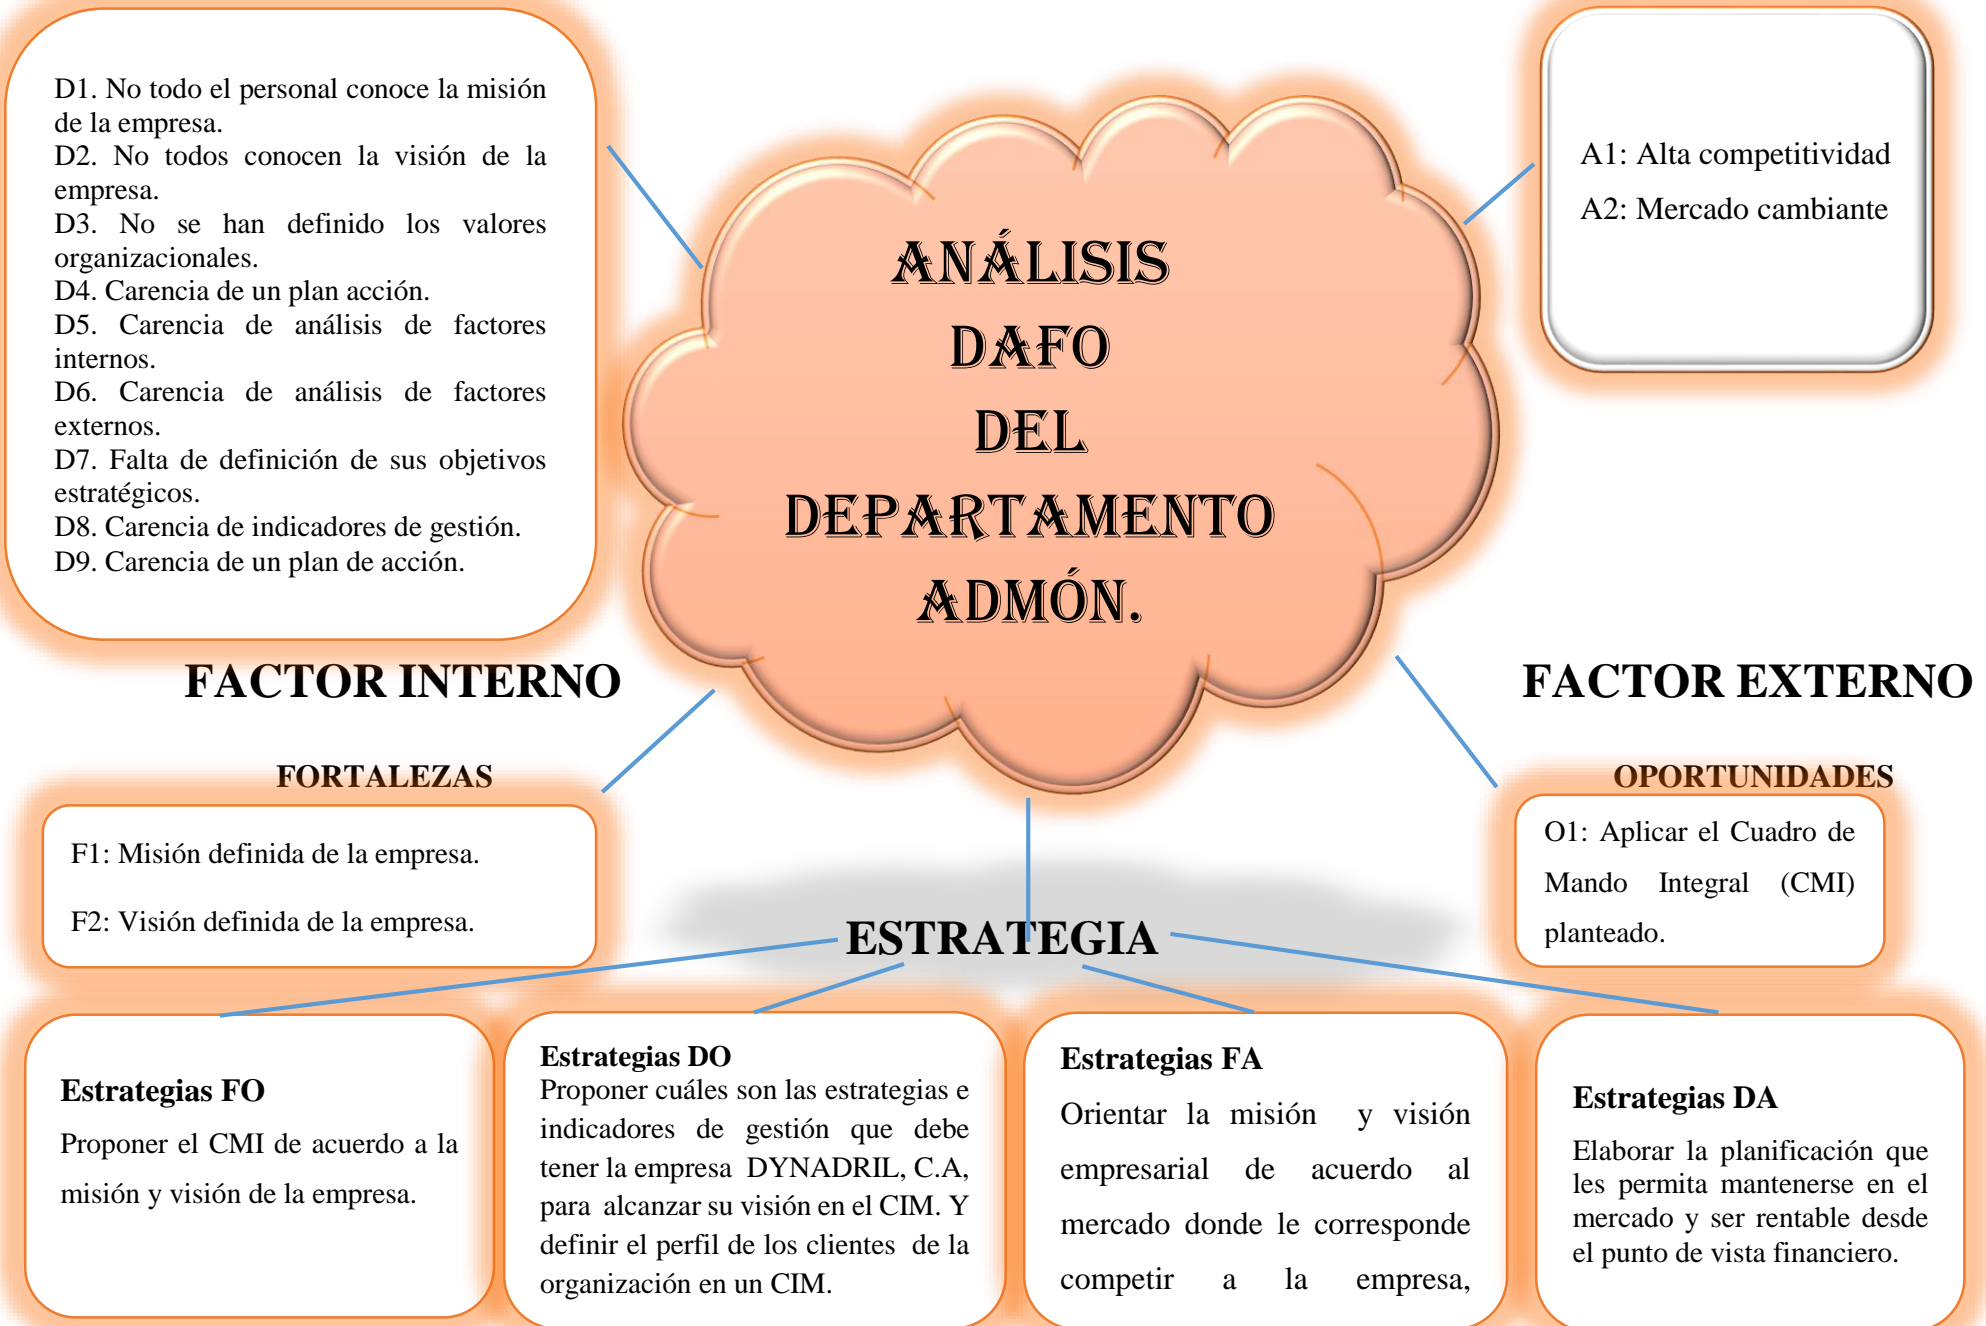 D1. No todo el personal conoce la misión
de la empresa.
D2. No todos conocen la visión de la
empresa.
D3. No se han definido los valores
organizacionales.
D4. Carencia de un plan acción.
D5. Carencia de análisis de factores
internos.
D6. Carencia de análisis de factores
externos.
D7. Falta de definición de sus objetivos
estratégicos.
D8. Carencia de indicadores de gestión.
D9. Carencia de un plan de acción.
ANÁLISIS
DAFO
DEL
DEPARTAMENTO
ADMÓN.
A1: Alta competitividad
A2: Mercado cambiante
FACTOR INTERNO
FACTOR EXTERNO
FORTALEZAS
F1: Misión definida de la empresa.
F2: Visión definida de la empresa.
OPORTUNIDADES
O1: Aplicar el Cuadro de
Mando Integral (CMI)
planteado.
ESTRATEGIA
Estrategias FO
Proponer el CMI de acuerdo a la
misión y visión de la empresa.
Estrategias DO
Proponer cuáles son las estrategias e
indicadores de gestión que debe
tener la empresa DYNADRIL, C.A,
para alcanzar su visión en el CIM. Y
definir el perfil de los clientes de la
organización en un CIM.
Estrategias FA
Orientar la misión y visión
empresarial de acuerdo al
mercado donde le corresponde
competir a la empresa,
Estrategias DA
Elaborar la planificación que
les permita mantenerse en el
mercado y ser rentable desde
el punto de vista financiero.